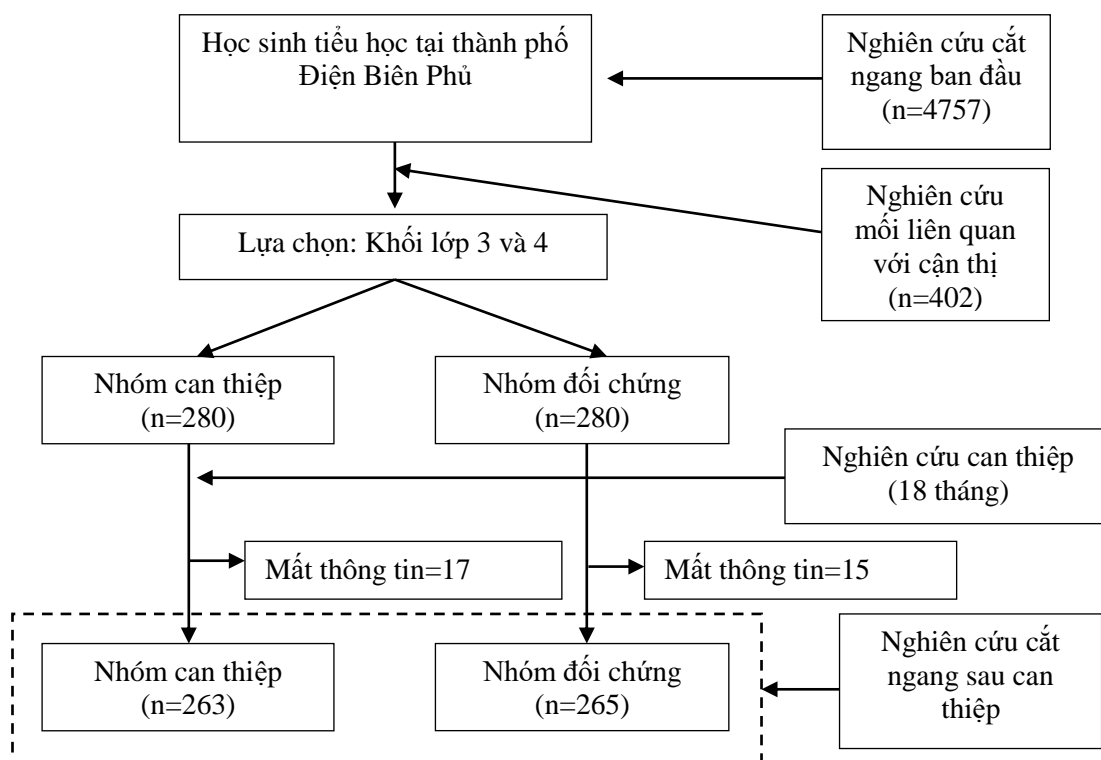 Học sinh tiểu học tại thành phố
Điện Biên Phủ
Nghiên cứu cắt
ngang ban đầu
(n=4757)
Nghiên cứu
mối liên quan
với cận thị
(n=402)
Lựa chọn: Khối lớp 3 và 4
Nhóm can thiệp
(n=280)
Nhóm đối chứng
(n=280)
Nghiên cứu can thiệp
(18 tháng)
Mất thông tin=17
Mất thông tin=15
Nhóm can thiệp
(n=263)
Nhóm đối chứng
(n=265)
Nghiên cứu cắt
ngang sau can
thiệp